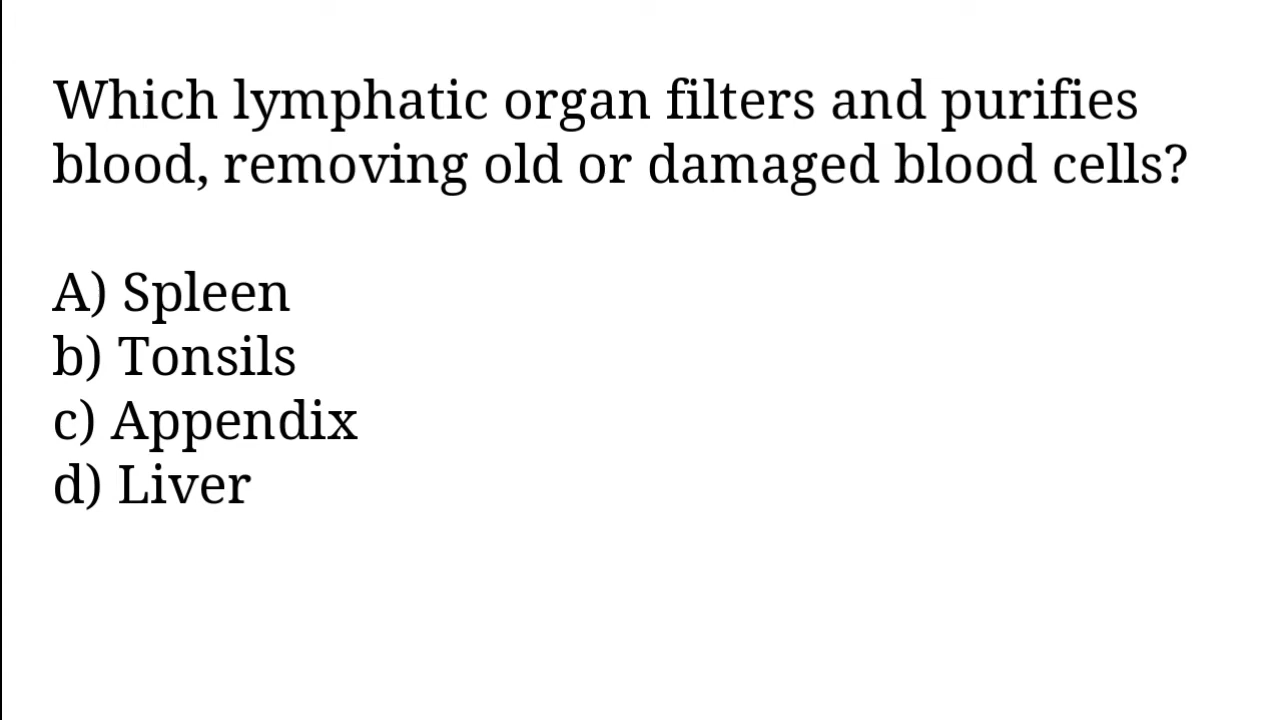 Which lymphatic organ filters and purifies
blood, removing old or damaged blood cells?
A) Spleen
b) Tonsils
c) Appendix
d) Liver